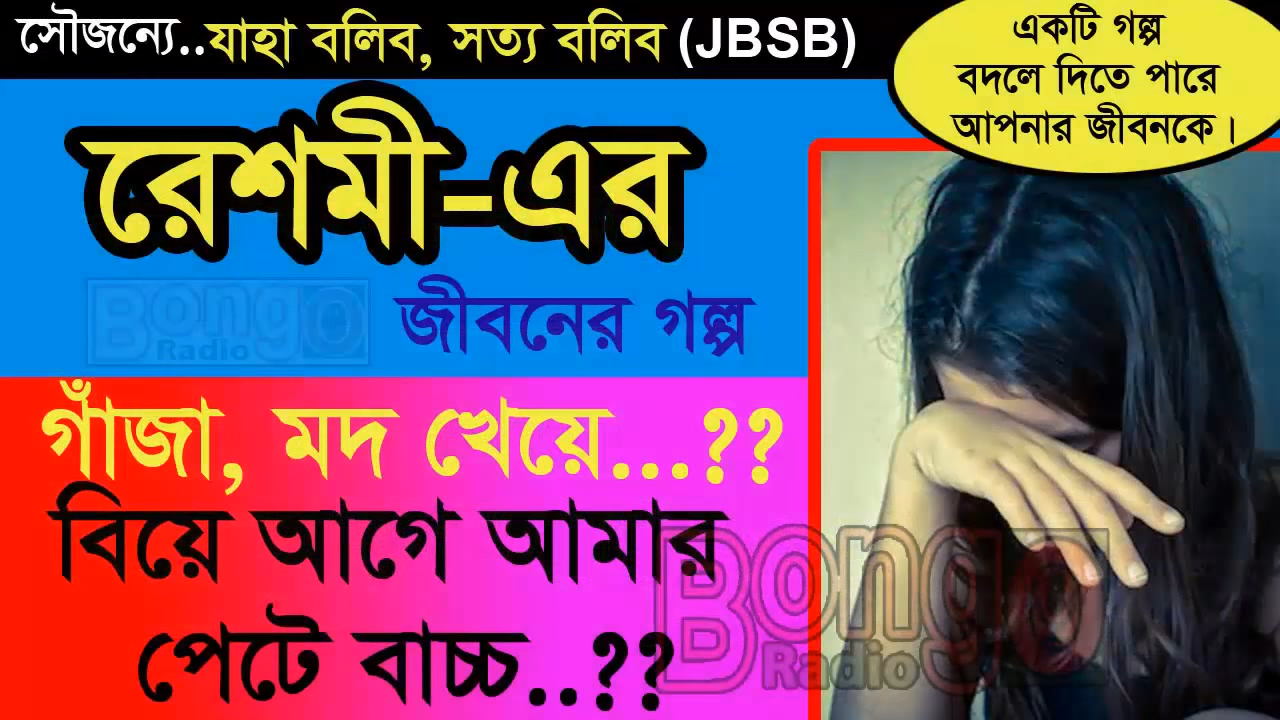 সৌজন্যে..যাহা বলিব, সত্য বলিব (JBSB)
একটি গল্প
বদলে দিতে পারে
আপনার জীবনকে।
রেশমী-এর
জীবনের গল্প
Bongo
Radio
গাঁজা, মদ খেয়ে...??
বিয়ে আগে আমার
পেটে বাচ্চ..??
Bongo
Radio